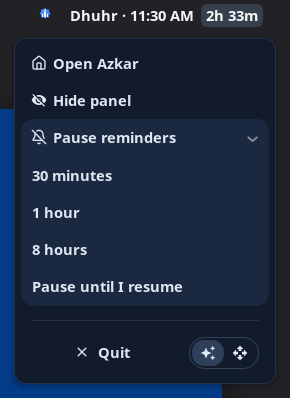 Dhuhr · 11:30 AM 2h 33m
Open Azkar
Hide panel
Pause reminders
30 minutes
1 hour
8 hours
Pause until I resume
Quit